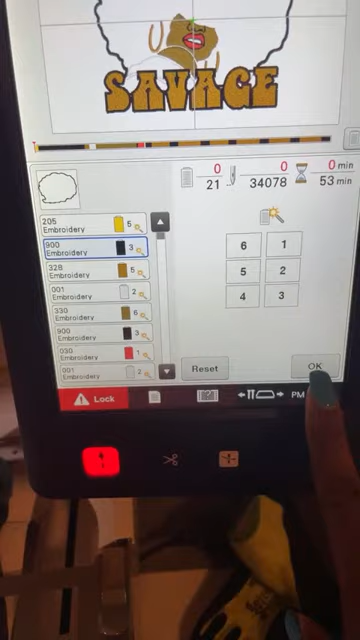 SAVAGE
0 0 0 min
21 34078 53 min
205
Embroidery 5
900
Embroidery 3
328
Embroidery 5
001
Embroidery 2
330
Embroidery 6
900
Embroidery 3
030
Embroidery 1
001
Embroidery 2
6 1
5 2
4 3
Reset OK
Lock PM